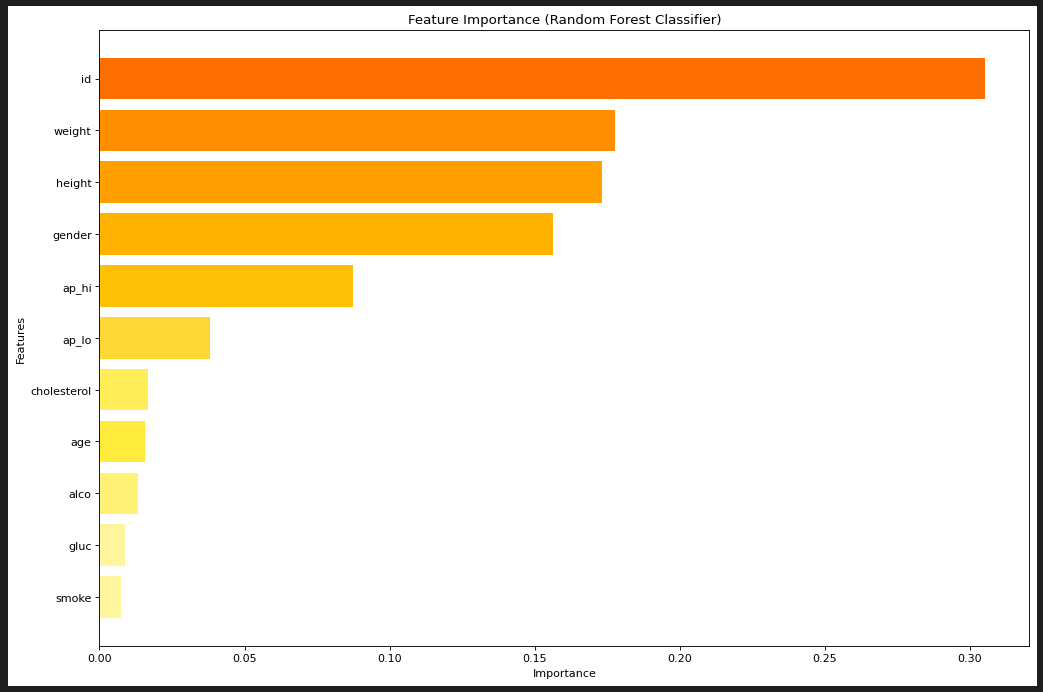 Feature Importance (Random Forest Classifier)
id
weight
height
gender
ap_hi
ap_lo
cholesterol
age
alco
gluc
smoke
Features
0.00 0.05 0.10 0.15 0.20 0.25 0.30
Importance